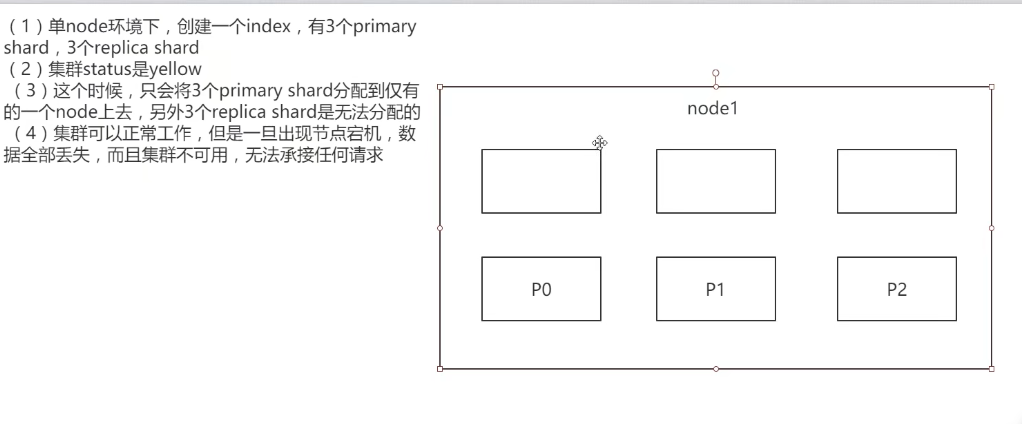 （1）单node环境下，创建一个index，有3个primary
shard，3个replica shard
（2）集群status是yellow
（3）这个时候，只会将3个primary shard分配到仅有
的一个node上去，另外3个replica shard是无法分配的
（4）集群可以正常工作，但是一旦出现节点宕机，数
据全部丢失，而且集群不可用，无法承接任何请求
node1
P0
P1
P2